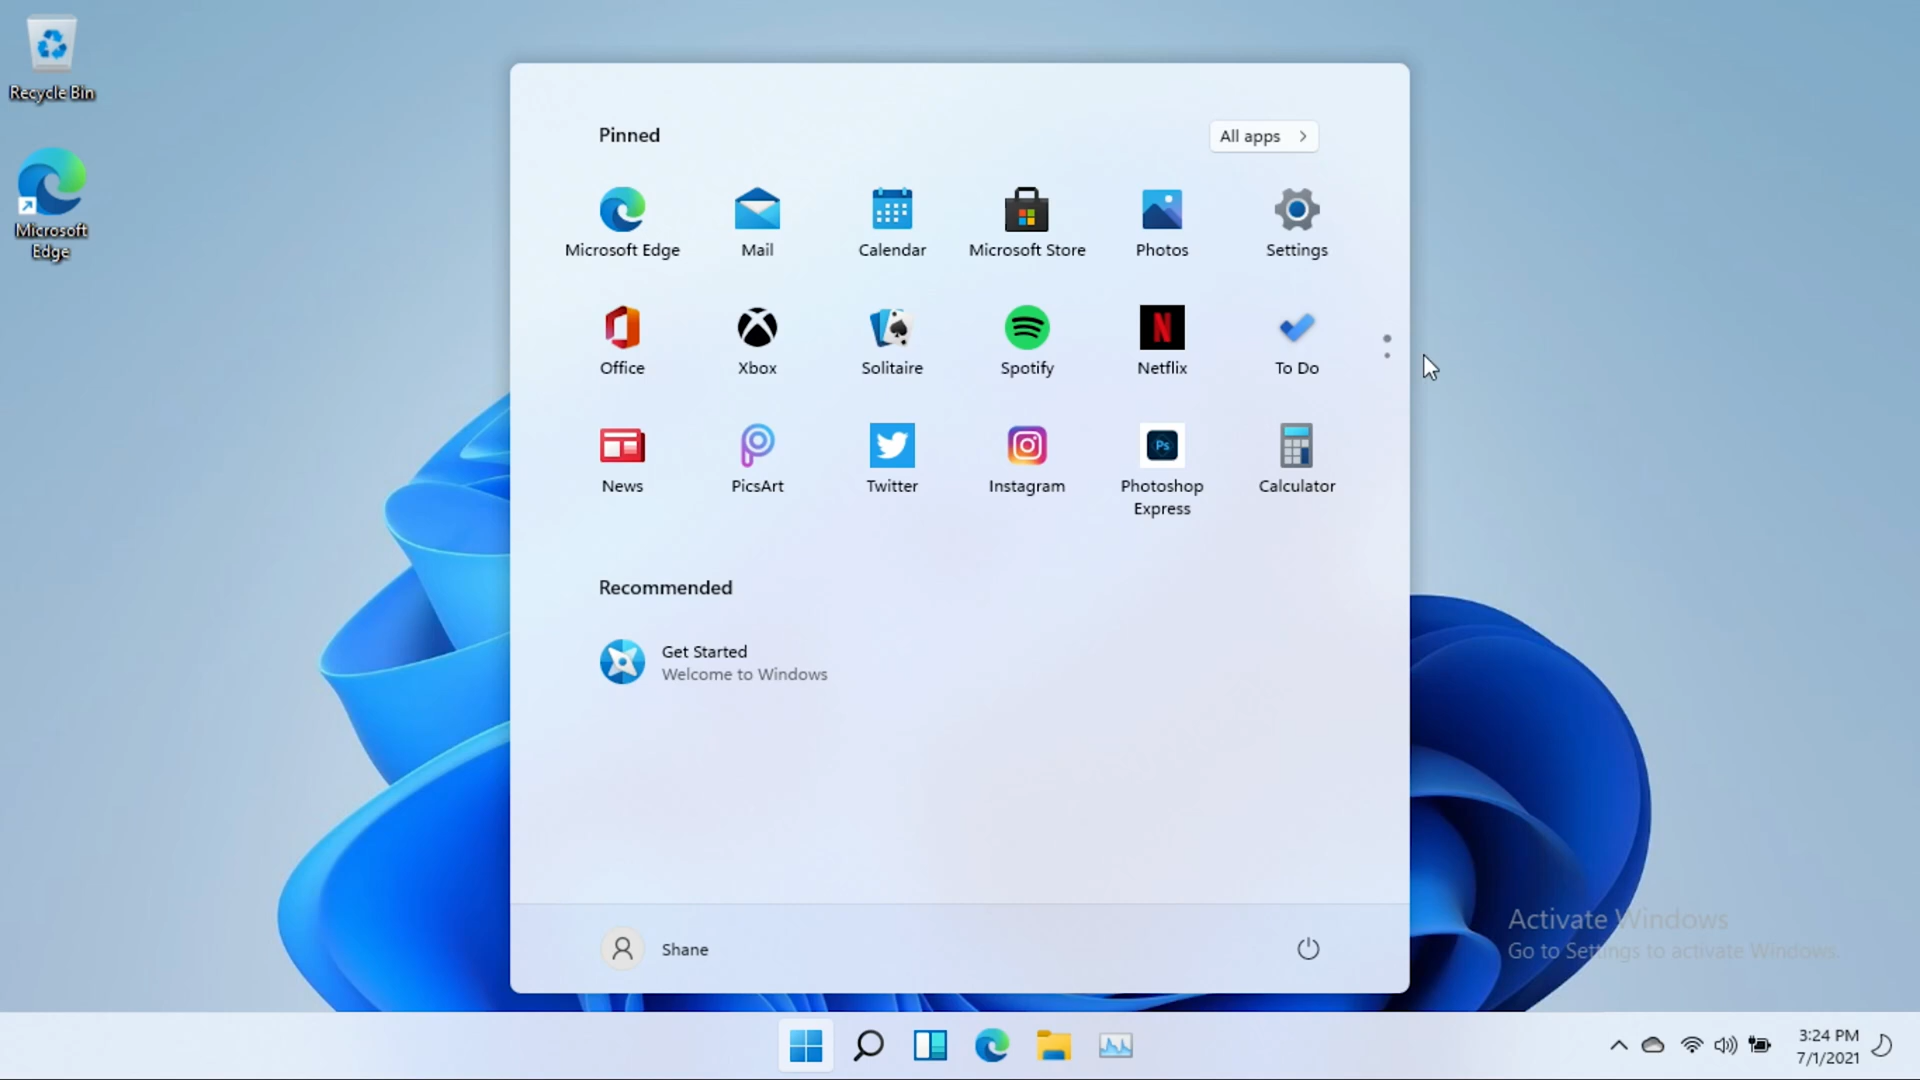 Recycle Bin
Microsoft
Edge
Pinned
All apps
Microsoft Edge
Mail
Calendar
Microsoft Store
Photos
Settings
Office
Xbox
Solitaire
Spotify
Netflix
To Do
News
PicsArt
Twitter
Instagram
Photoshop
Express
Calculator
Ps
Recommended
Get Started
Welcome to Windows
Shane
Activate Windows
Go to Settings to activate Windows.
3:24 PM
7/1/2021